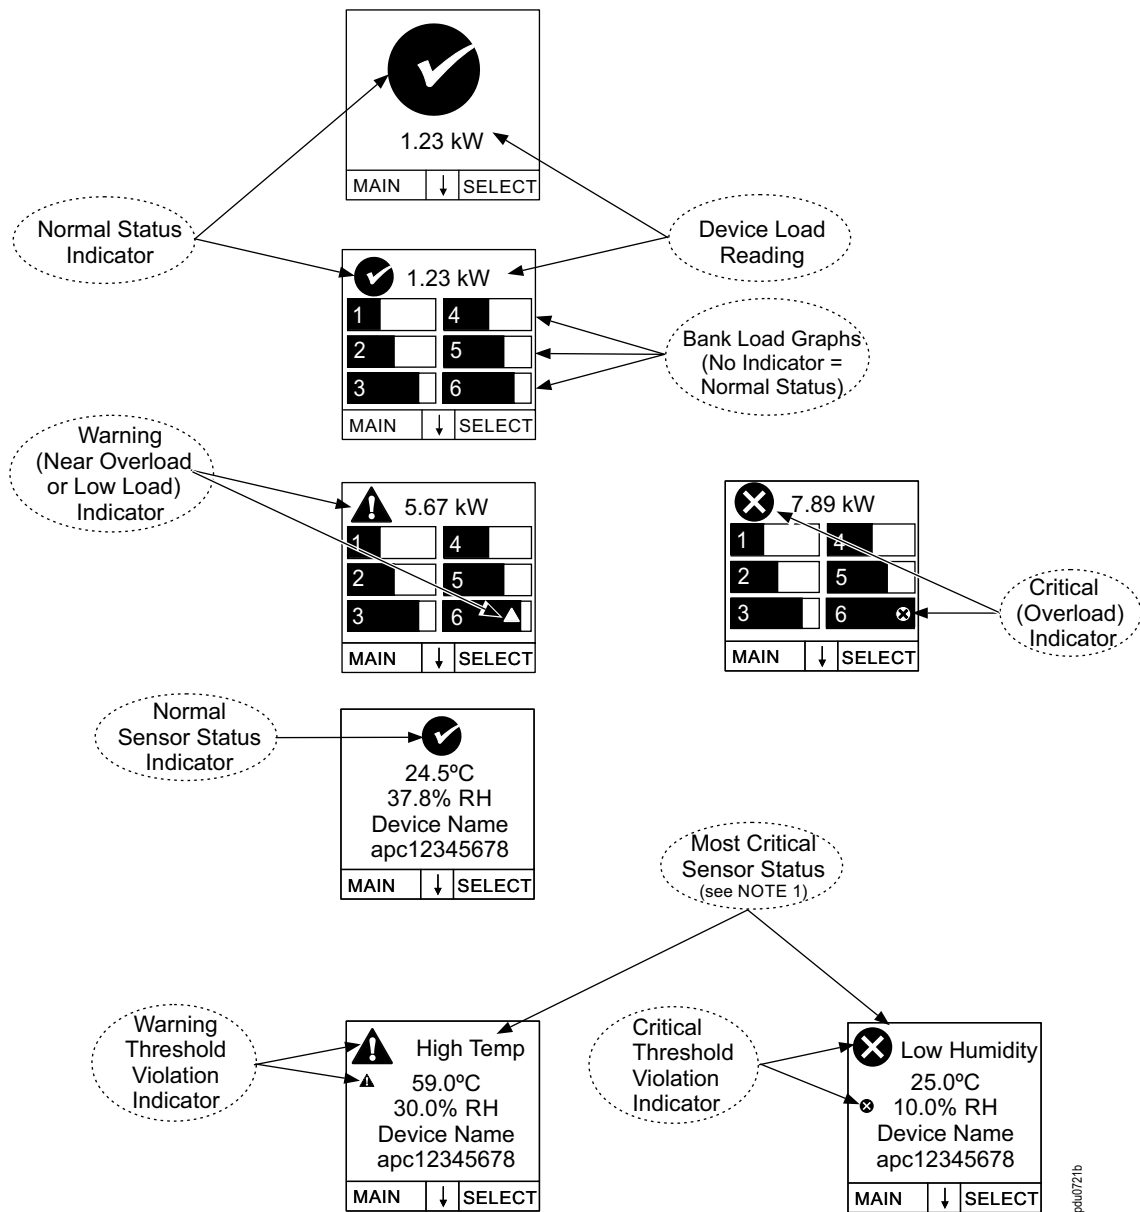 1.23 kW
MAIN ↓ SELECT
Normal Status
Indicator
Device Load
Reading
1.23 kW
1 4
2 5
3 6
MAIN ↓ SELECT
Bank Load Graphs
(No Indicator =
Normal Status)
Warning
(Near Overload
or Low Load)
Indicator
5.67 kW
1 4
2 5
3 6
MAIN ↓ SELECT
7.89 kW
1 4
2 5
3 6
MAIN ↓ SELECT
Critical
(Overload)
Indicator
Normal
Sensor Status
Indicator
24.5ºC
37.8% RH
Device Name
apc12345678
MAIN ↓ SELECT
Most Critical
Sensor Status
(see NOTE 1)
Warning
Threshold
Violation
Indicator
High Temp
59.0ºC
30.0% RH
Device Name
apc12345678
MAIN ↓ SELECT
Critical
Threshold
Violation
Indicator
Low Humidity
25.0ºC
10.0% RH
Device Name
apc12345678
MAIN ↓ SELECT
pdu0721b